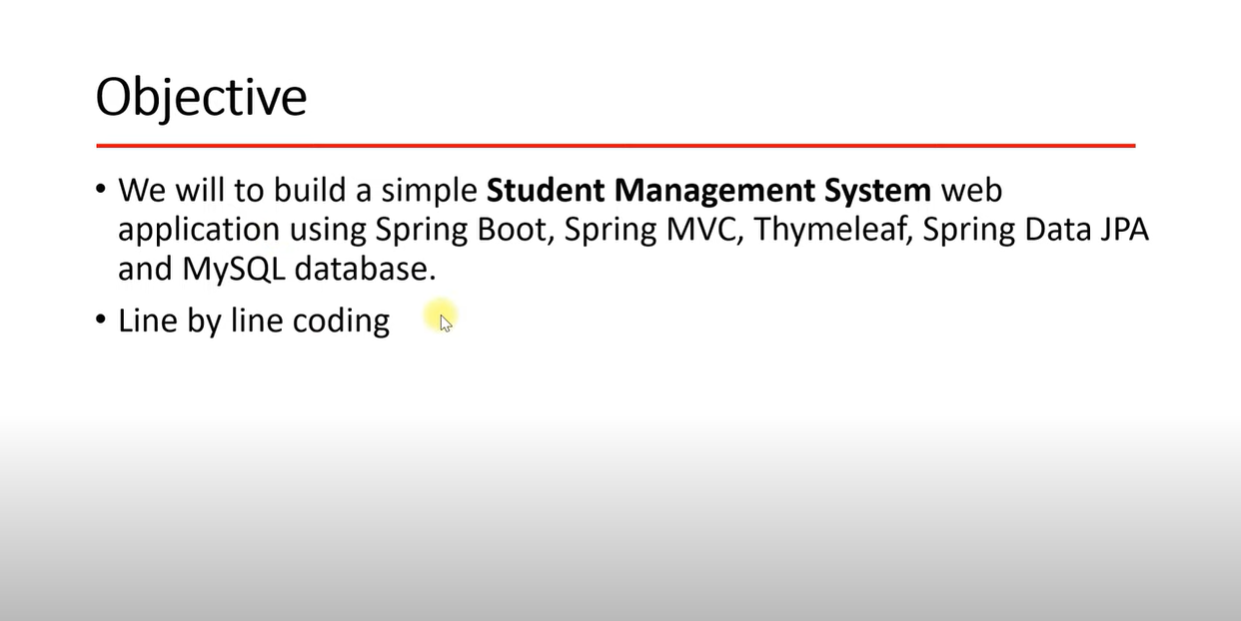 Objective
• We will to build a simple Student Management System web
application using Spring Boot, Spring MVC, Thymeleaf, Spring Data JPA
and MySQL database.
• Line by line coding